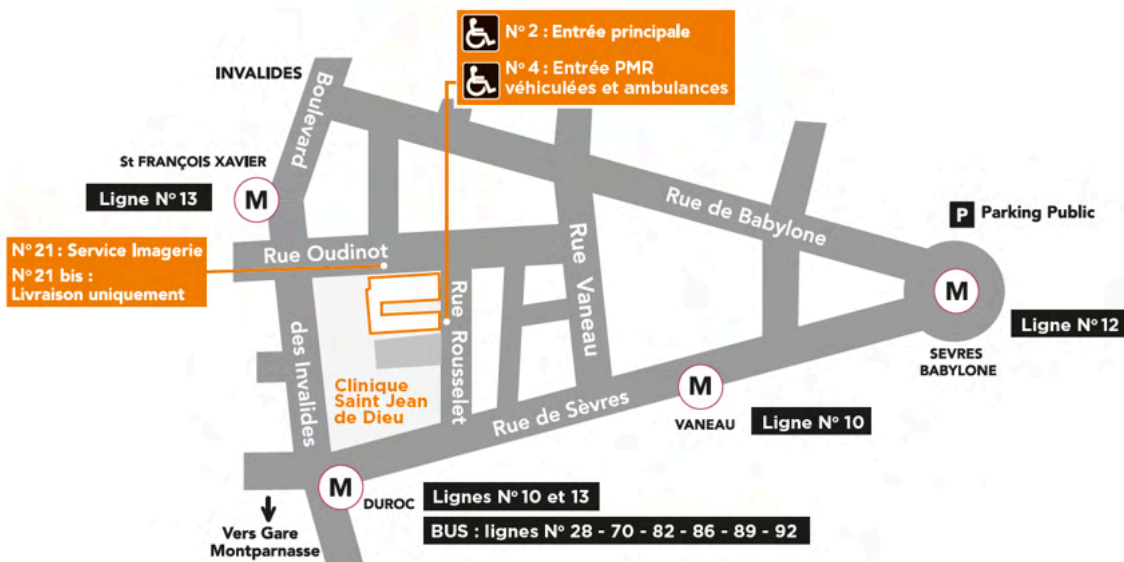 N° 2 : Entrée principale
N° 4 : Entrée PMR
véhiculées et ambulances
INVALIDES
Boulevard
St FRANÇOIS XAVIER
M
Ligne N° 13
Rue de Babylone
P Parking Public
N° 21 : Service Imagerie
N° 21 bis :
Livraison uniquement
Rue Oudinot
Rue Vaneau
Rue Rousselet
M
Ligne N° 12
SEVRES
BABYLONE
des Invalides
Clinique
Saint Jean
de Dieu
Rue de Sèvres
M
VANEAU
Ligne N° 10
M
DUROC
Lignes N° 10 et 13
BUS : lignes N° 28 - 70 - 82 - 86 - 89 - 92
Vers Gare
Montparnasse